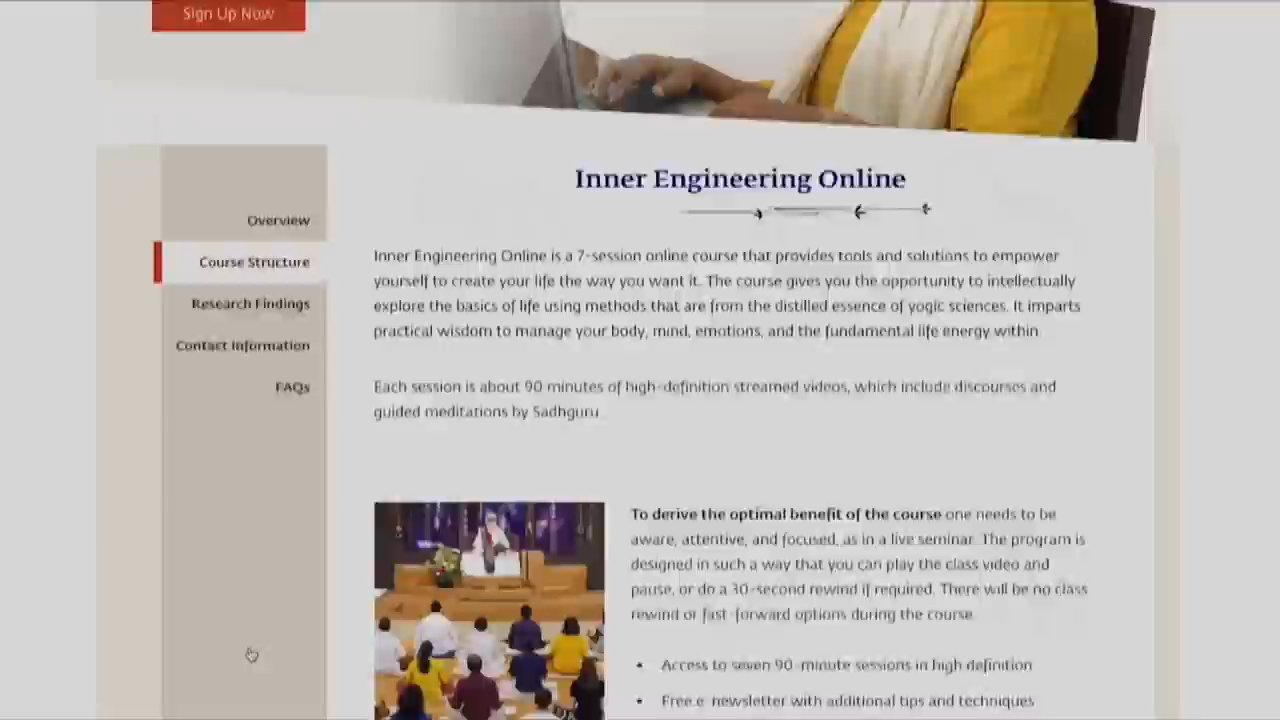 Sign Up Now
Inner Engineering Online
Overview
Course Structure
Research Findings
Contact Information
FAQs
Inner Engineering Online is a 7-session online course that provides tools and solutions to empower
yourself to create your life the way you want it. The course gives you the opportunity to intellectually
explore the basics of life using methods that are from the distilled essence of yogic sciences. It imparts
practical wisdom to manage your body, mind, emotions, and the fundamental life energy within.
Each session is about 90 minutes of high-definition streamed videos, which include discourses and
guided meditations by Sadhguru.
To derive the optimal benefit of the course one needs to be
aware, attentive, and focused, as in a live seminar. The program is
designed in such a way that you can play the class video and
pause, or do a 30-second rewind if required. There will be no class
rewind or fast-forward options during the course.
• Access to seven 90-minute sessions in high definition
• Free e-newsletter with additional tips and techniques